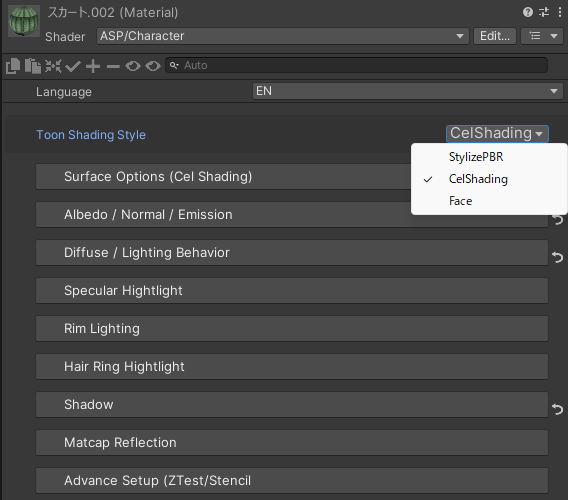 スカート.002 (Material)
Shader ASP/Character Edit...
Auto
Language EN
Toon Shading Style CelShading
StylizePBR
CelShading
Face
Surface Options (Cel Shading)
Albedo / Normal / Emission
Diffuse / Lighting Behavior
Specular Hightlight
Rim Lighting
Hair Ring Hightlight
Shadow
Matcap Reflection
Advance Setup (ZTest/Stencil